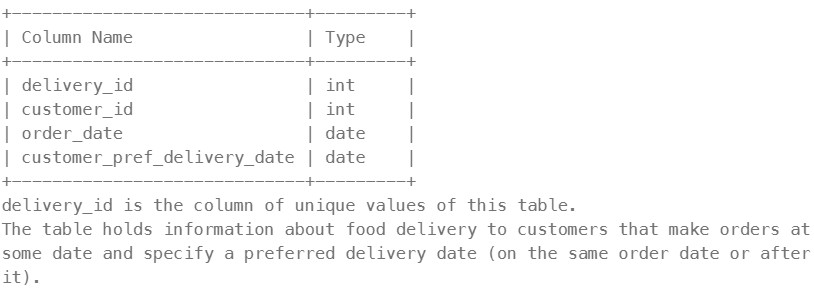 +-----------------------------+---------+
| Column Name                 | Type    |
+-----------------------------+---------+
| delivery_id                 | int     |
| customer_id                 | int     |
| order_date                  | date    |
| customer_pref_delivery_date | date    |
+-----------------------------+---------+
delivery_id is the column of unique values of this table.
The table holds information about food delivery to customers that make orders at
some date and specify a preferred delivery date (on the same order date or after
it).